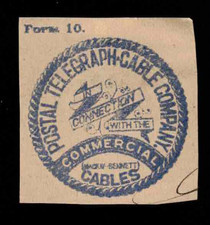 Form 10.
POSTAL TELEGRAPH-CABLE COMPANY
IN
CONNECTION
WITH THE
COMMERCIAL
(MACKAY-BENNETT)
CABLES